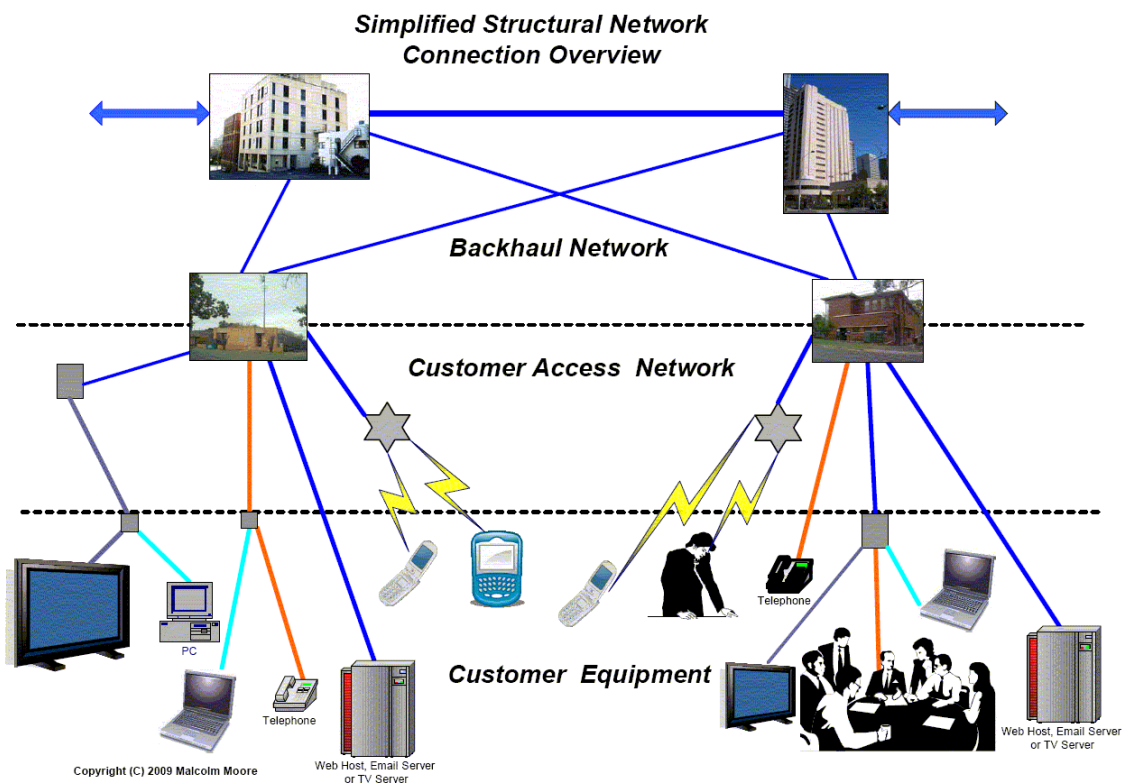 Simplified Structural Network
Connection Overview
Backhaul Network
Customer Access Network
Telephone
PC
Customer Equipment
Telephone
Web Host, Email Server
or TV Server
Web Host, Email Server
or TV Server
Copyright (C) 2009 Malcolm Moore